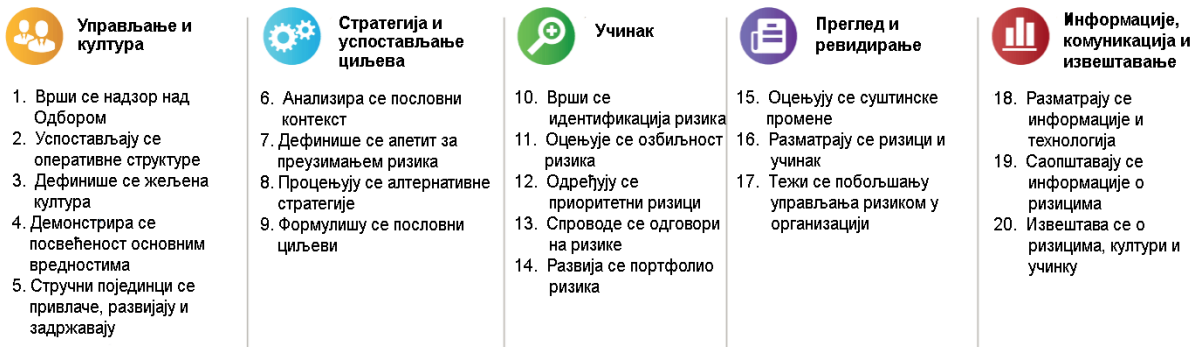 Управљање и
култура
1. Врши се надзор над
Одбором
2. Успостављају се
оперативне структуре
3. Дефинише се жељена
култура
4. Демонстрира се
посвећеност основним
вредностима
5. Стручни појединци се
привлаче, развијају и
задржавају
Стратегија и
успостављање
циљева
6. Анализира се пословни
контекст
7. Дефинише се апетит за
преузимањем ризика
8. Процењују се алтернативне
стратегије
9. Формулишу се пословни
циљеви
Учинак
10. Врши се
идентификација ризика
11. Оцењује се озбиљност
ризика
12. Одређују се
приоритетни ризици
13. Спроводе се одговори
на ризике
14. Развија се портфолио
ризика
Преглед и
ревидирање
15. Оцењују се суштинске
промене
16. Разматрају се ризици и
учинак
17. Тежи се побољшању
управљања ризиком у
организацији
Информације,
комуникација и
извештавање
18. Разматрају се
информације и
технологија
19. Саопштавају се
информације о
ризицима
20. Извештава се о
ризицима, култури и
учинку